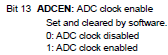 Bit 13 ADCEN: ADC clock enable
Set and cleared by software.
0: ADC clock disabled
1: ADC clock enabled